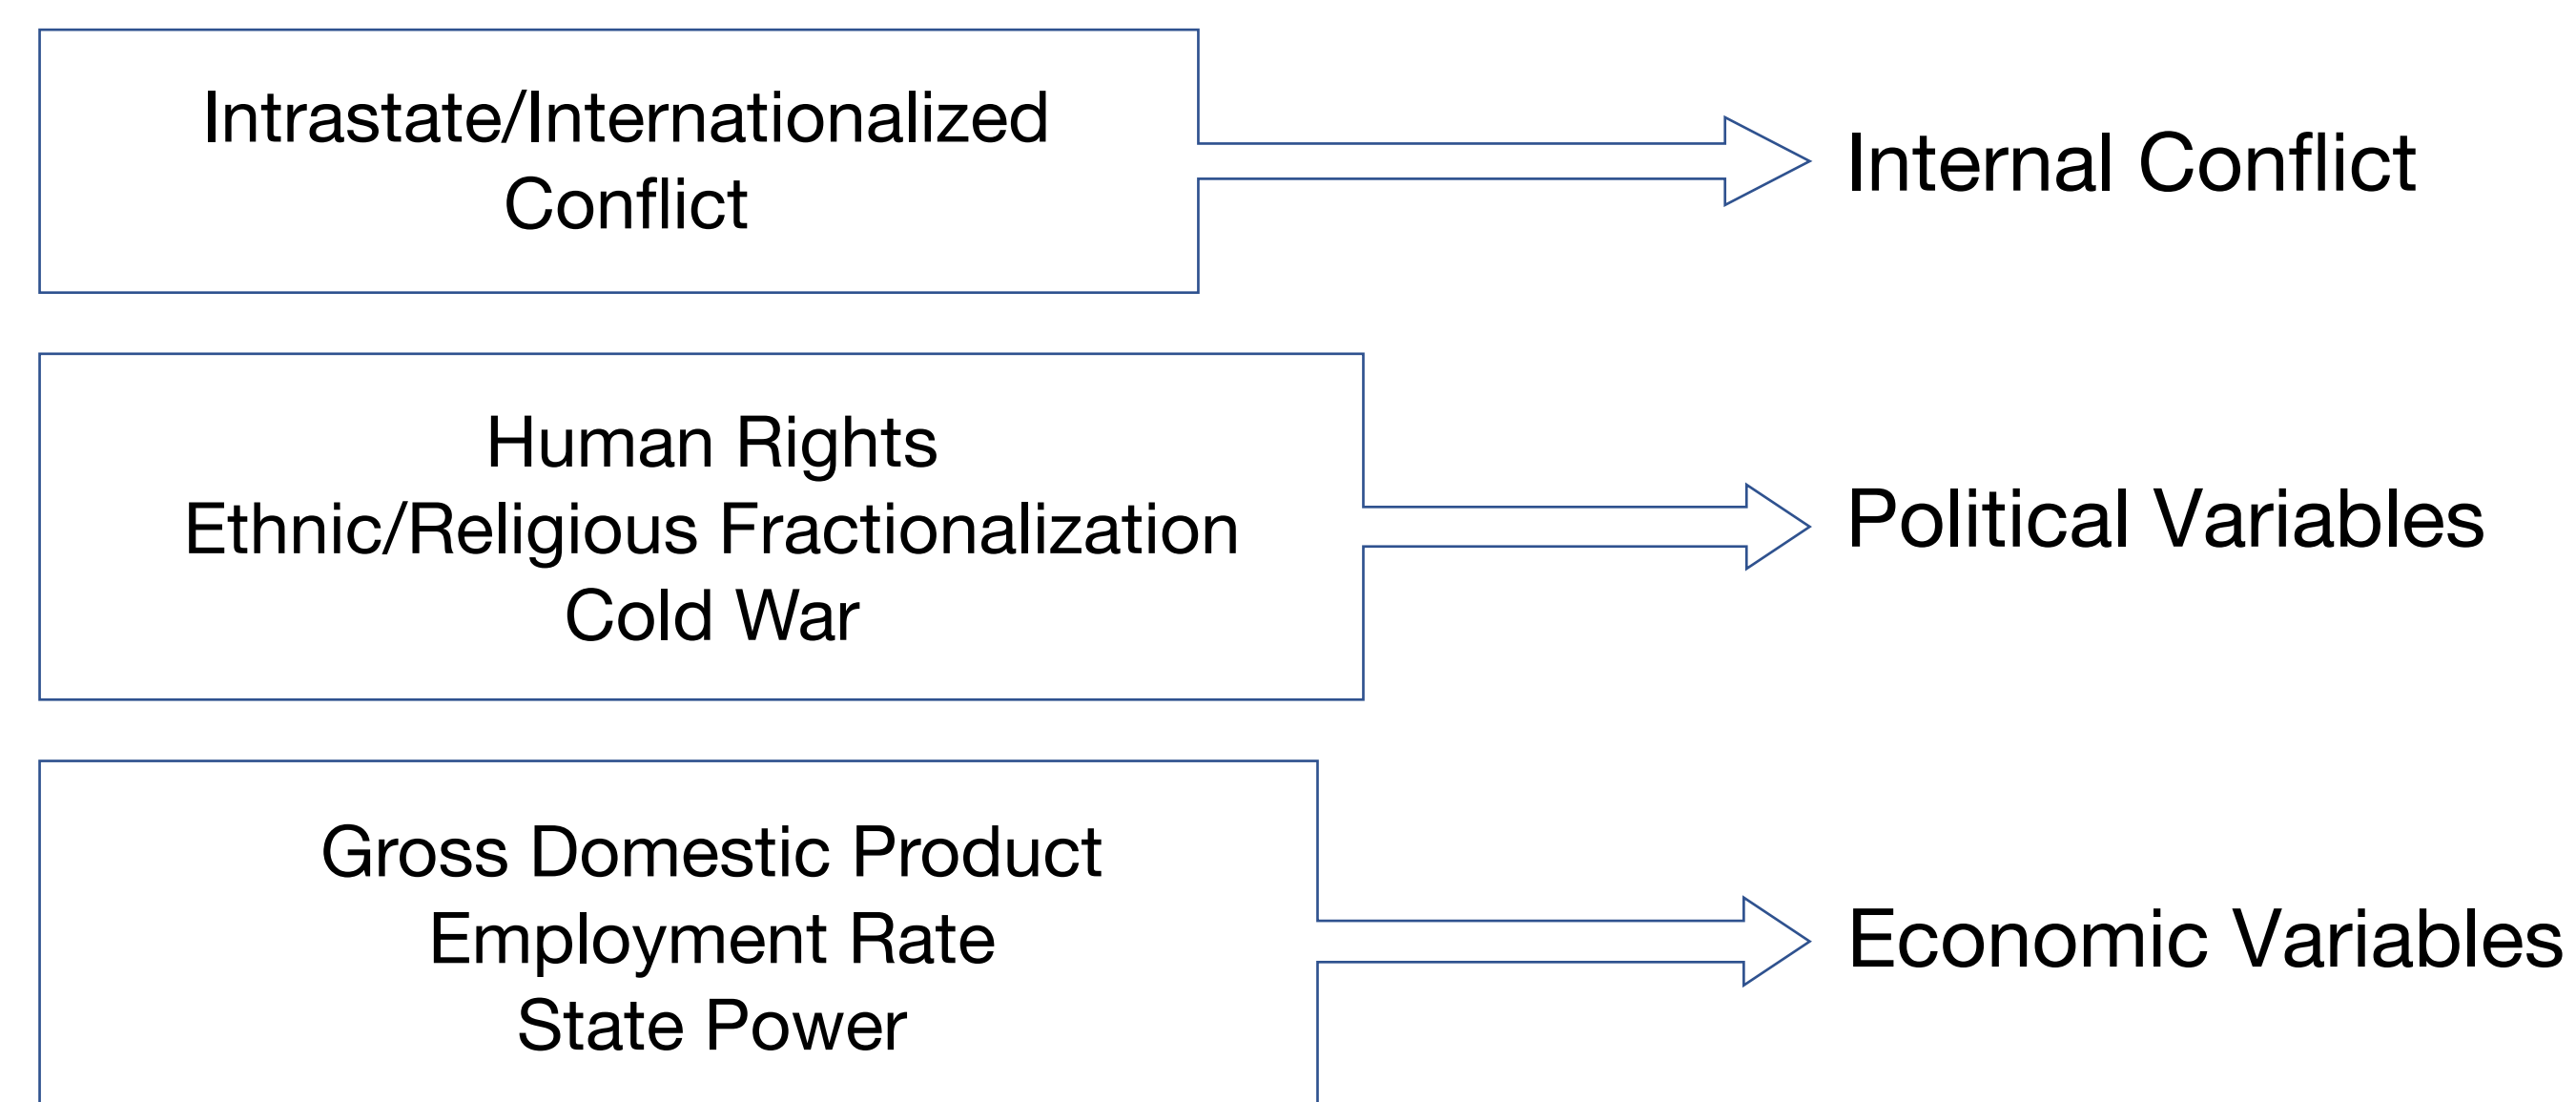 Intrastate/Internationalized
Conflict
Internal Conflict
Human Rights
Ethnic/Religious Fractionalization
Cold War
Political Variables
Gross Domestic Product
Employment Rate
State Power
Economic Variables